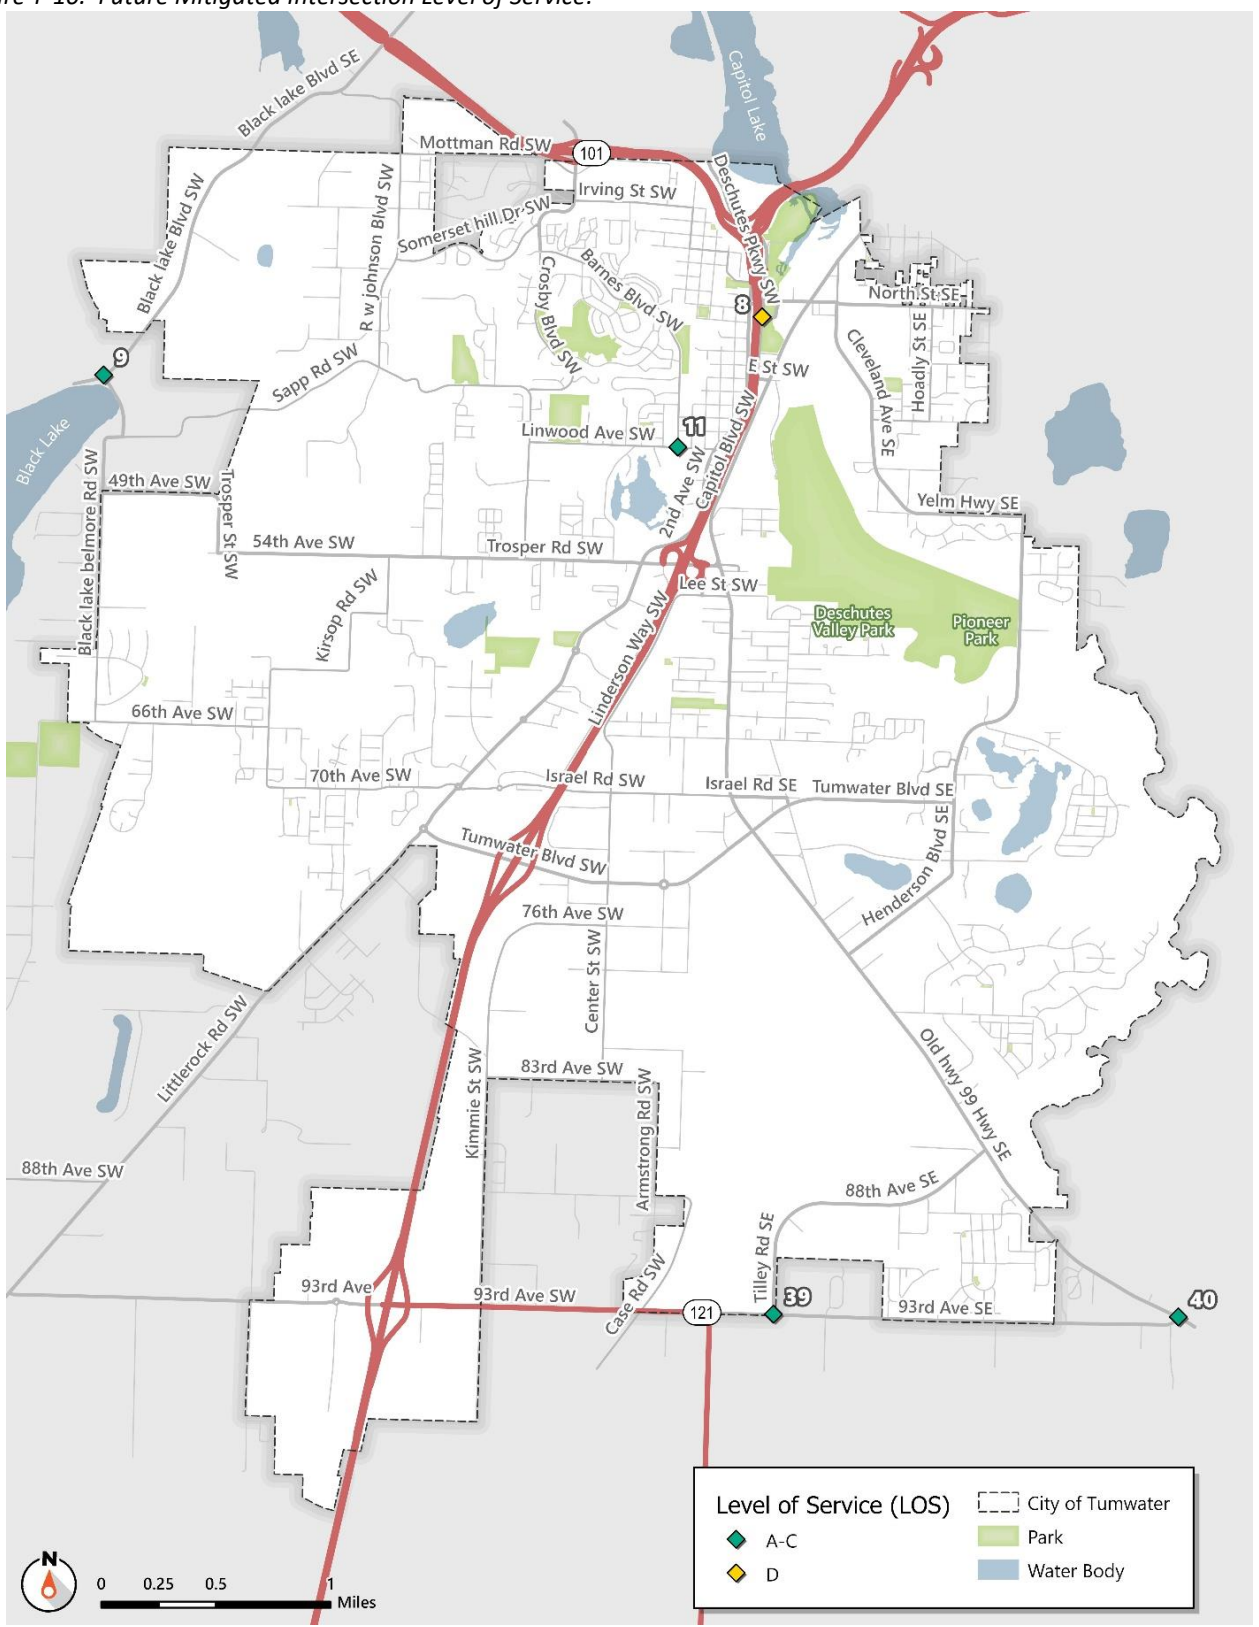 Future Mitigated Intersection Level of Service.
Black lake Blvd SE
Capitol Lake
Mottman Rd SW
101
Irving St SW
Deschutes Pkwy SW
Black lake Blvd SW
R w johnson Blvd SW
Somerset hill Dr SW
Crosby Blvd SW
Barnes Blvd SW
8
North St SE
Hoadly St SE
Cleveland Ave SE
9
Sapp Rd SW
E St SW
Black Lake
Linwood Ave SW
11
2nd Ave SW
Capitol Blvd SW
49th Ave SW
Trosper St SW
Yelm Hwy SE
Black lake belmore Rd SW
54th Ave SW
Trosper Rd SW
Lee St SW
Kirsop Rd SW
Linderson Way SW
Deschutes
Valley Park
Pioneer
Park
66th Ave SW
70th Ave SW
Israel Rd SW
Israel Rd SE
Tumwater Blvd SE
Tumwater Blvd SW
Henderson Blvd SE
76th Ave SW
Center St SW
Littlerock Rd SW
Old hwy 99 Hwy SE
Kimmie St SW
83rd Ave SW
Armstrong Rd SW
88th Ave SW
88th Ave SE
Tilley Rd SE
93rd Ave
93rd Ave SW
Case Rd SW
121
39
93rd Ave SE
40
Level of Service (LOS)
A-C
D
City of Tumwater
Park
Water Body
N
0 0.25 0.5 1
Miles